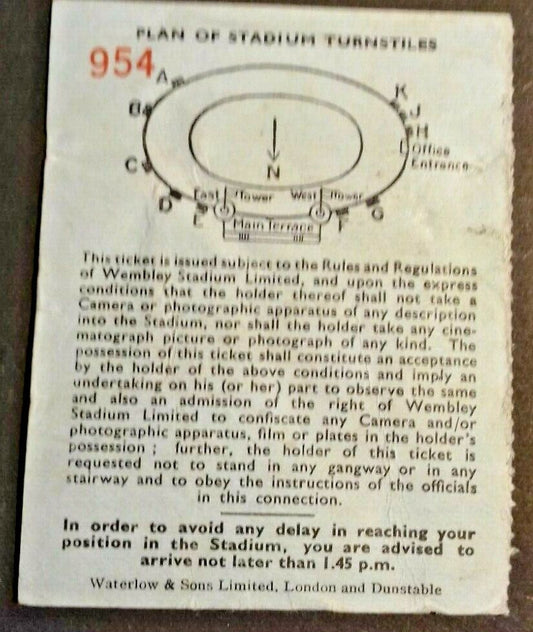 PLAN OF STADIUM TURNSTILES
954
A
B
C
D
E
K
J
H
Office
Entrance
G
F
N
East Tower
West Tower
Main Terrace
This ticket is issued subject to the Rules and Regulations
of Wembley Stadium Limited, and upon the express
conditions that the holder thereof shall not take a
Camera or photographic apparatus of any description
into the Stadium, nor shall the holder take any cine-
matograph picture or photograph of any kind. The
possession of this ticket shall constitute an acceptance
by the holder of the above conditions and imply an
undertaking on his (or her) part to observe the same
and also an admission of the right of Wembley
Stadium Limited to confiscate any Camera and/or
photographic apparatus, film or plates in the holder's
possession ; further, the holder of this ticket is
requested not to stand in any gangway or in any
stairway and to obey the instructions of the officials
in this connection.
In order to avoid any delay in reaching your
position in the Stadium, you are advised to
arrive not later than 1.45 p.m.
Waterlow & Sons Limited, London and Dunstable